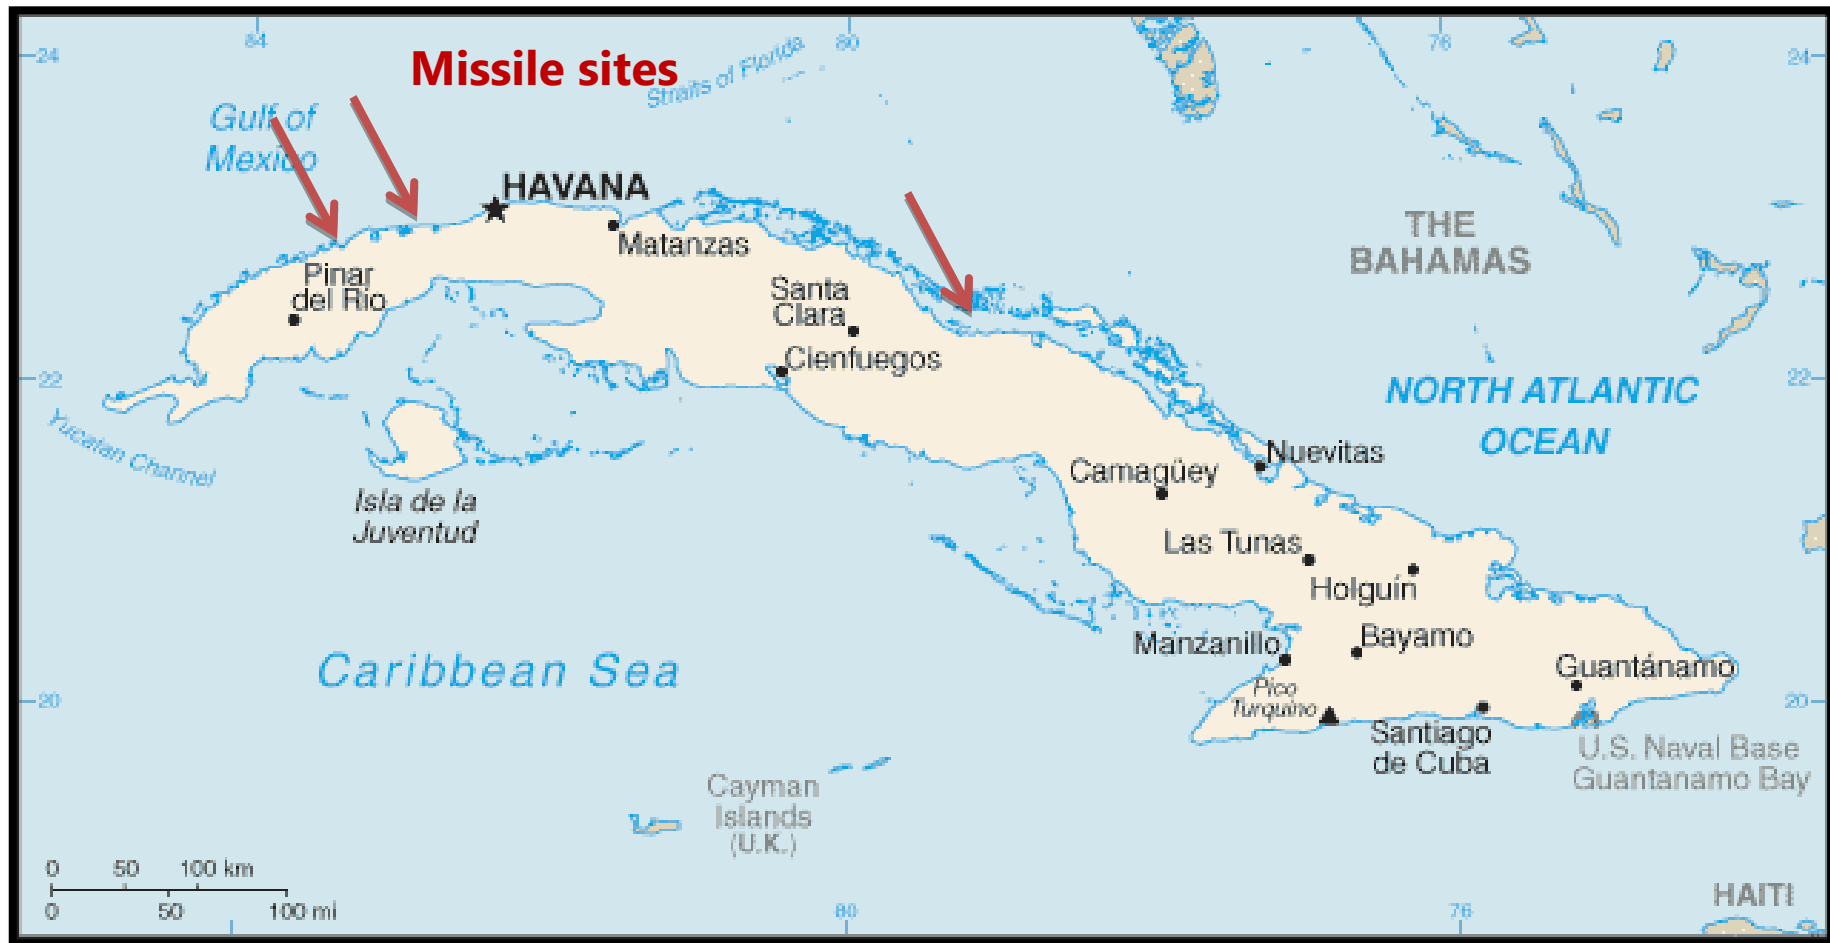 84
80
76
24
24
Missile sites
Straits of Florida
Gulf of
Mexico
HAVANA
Matanzas
THE
BAHAMAS
Pinar
del Rio
Santa
Clara
Cienfuegos
22
22
NORTH ATLANTIC
OCEAN
Yucatan Channel
Isla de la
Juventud
Nuevitas
Camagüey
Las Tunas
Holguín
Bayamo
Manzanillo
Guantánamo
Caribbean Sea
Pico
Turquino
20
20
Santiago
de Cuba
U.S. Naval Base
Guantanamo Bay
Cayman
Islands
(U.K.)
0 50 100 km
0 50 100 mi
80
76
HAITI